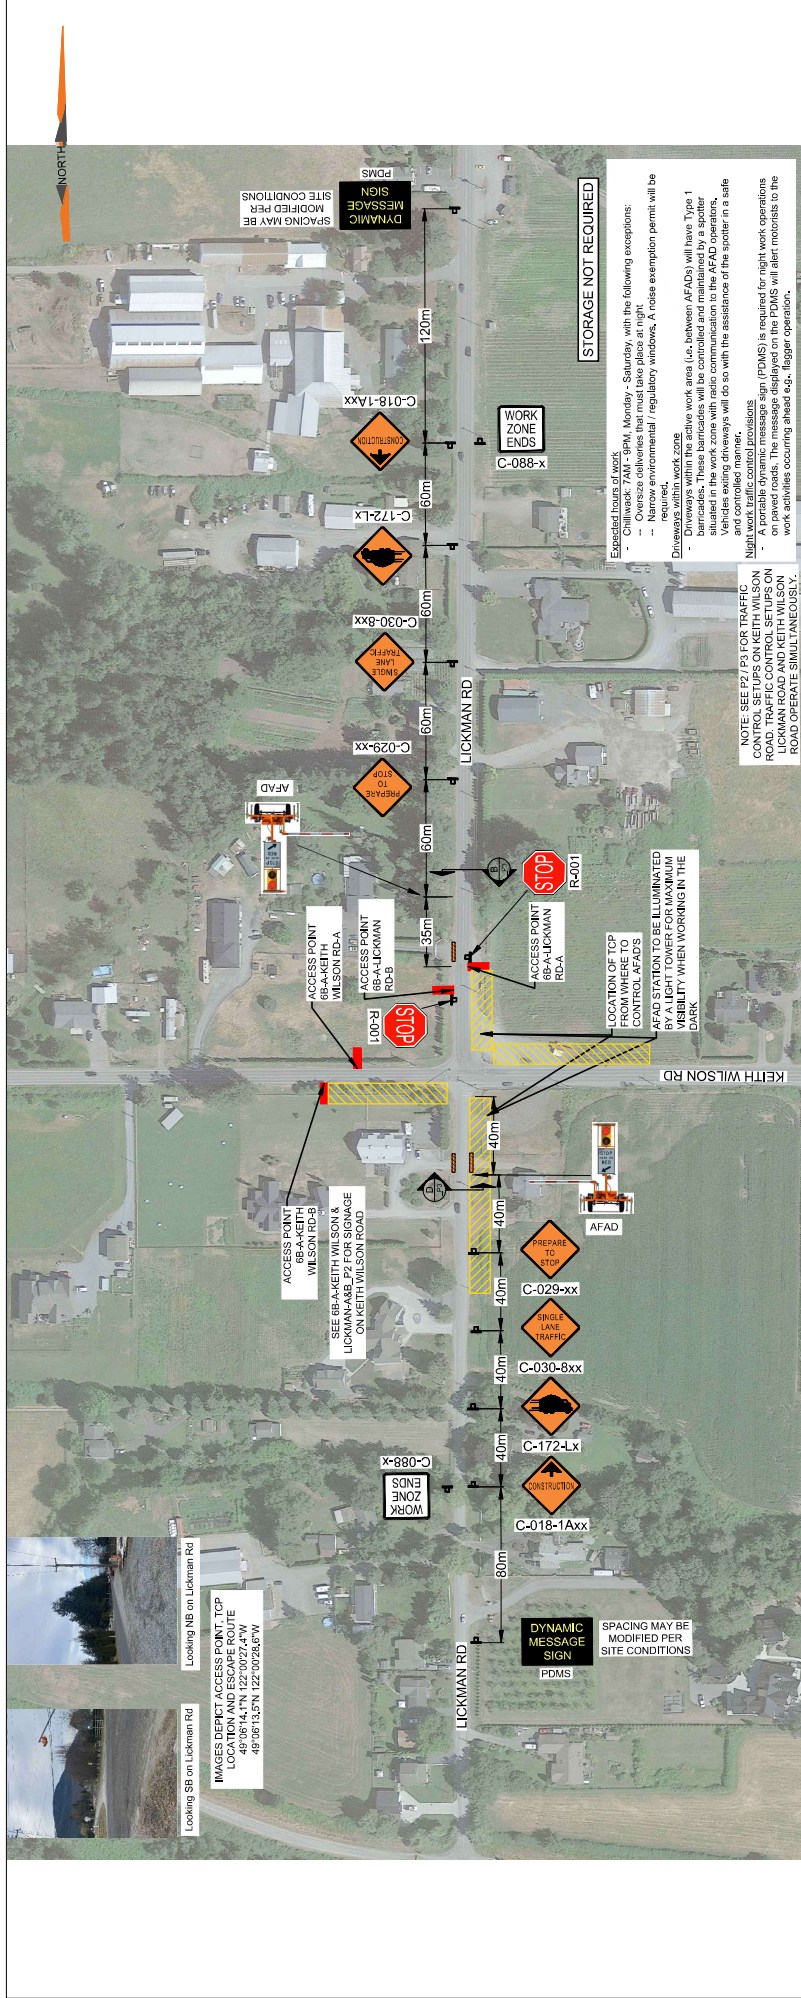 NORTH
SPACING MAY BE
MODIFIED PER
SITE CONDITIONS
DYNAMIC
MESSAGE
SIGN
PDMS
120m
C-018-1Axx
CONSTRUCTION
60m
C-172-Lx
60m
C-030-8xx
SINGLE
LANE
TRAFFIC
60m
C-029-xx
PREPARE
TO
STOP
60m
AFAD
35m
LICKMAN RD
WORK
ZONE
ENDS
C-088-x
STORAGE NOT REQUIRED
Expected hours of work
- Chilliwack: 7AM - 9PM, Monday - Saturday, with the following exceptions:
-- Oversize deliveries that must take place at night
-- Narrow environmental / regulatory windows. A noise exemption permit will be
required.
Driveways within work zone
- Driveways within the active work area (i.e. between AFADs) will have Type 1
barricades. These barricades will be controlled and maintained by a spotter
situated in the work zone with radio communication to the AFAD operators.
Vehicles exiting driveways will do so with the assistance of the spotter in a safe
and controlled manner.
Night work traffic control provisions
- A portable dynamic message sign (PDMS) is required for night work operations
on paved roads. The message displayed on the PDMS will alert motorists to the
work activities occurring ahead e.g., flagger operation.
NOTE: SEE P2 / P3 FOR TRAFFIC
CONTROL SETUPS ON KEITH WILSON
ROAD. TRAFFIC CONTROL SETUPS ON
LICKMAN ROAD AND KEITH WILSON
ROAD OPERATE SIMULTANEOUSLY.
B
STOP
R-001
ACCESS POINT
6B-A-KEITH
WILSON RD-A
ACCESS POINT
6B-A-LICKMAN
RD-B
R-001
STOP
ACCESS POINT
6B-A-LICKMAN
RD-A
LOCATION OF TCP
FROM WHERE TO
CONTROL AFAD'S
AFAD STATION TO BE ILLUMINATED
BY A LIGHT TOWER FOR MAXIMUM
VISIBILITY WHEN WORKING IN THE
DARK
KEITH WILSON RD
ACCESS POINT
6B-A-KEITH
WILSON RD-B
SEE 6B-A-KEITH WILSON &
LICKMAN-A&B_P2 FOR SIGNAGE
ON KEITH WILSON ROAD
D
P3
40m
AFAD
40m
PREPARE
TO
STOP
C-029-xx
40m
SINGLE
LANE
TRAFFIC
C-030-8xx
40m
C-172-Lx
40m
CONSTRUCTION
C-018-1Axx
C-088-x
WORK
ZONE
ENDS
80m
LICKMAN RD
DYNAMIC
MESSAGE
SIGN
PDMS
SPACING MAY BE
MODIFIED PER
SITE CONDITIONS
Looking NB on Lickman Rd
Looking SB on Lickman Rd
IMAGES DEPICT ACCESS POINT, TCP
LOCATION AND ESCAPE ROUTE
49°06'14.1"N 122°00'27.4"W
49°06'13.5"N 122°00'28.6"W